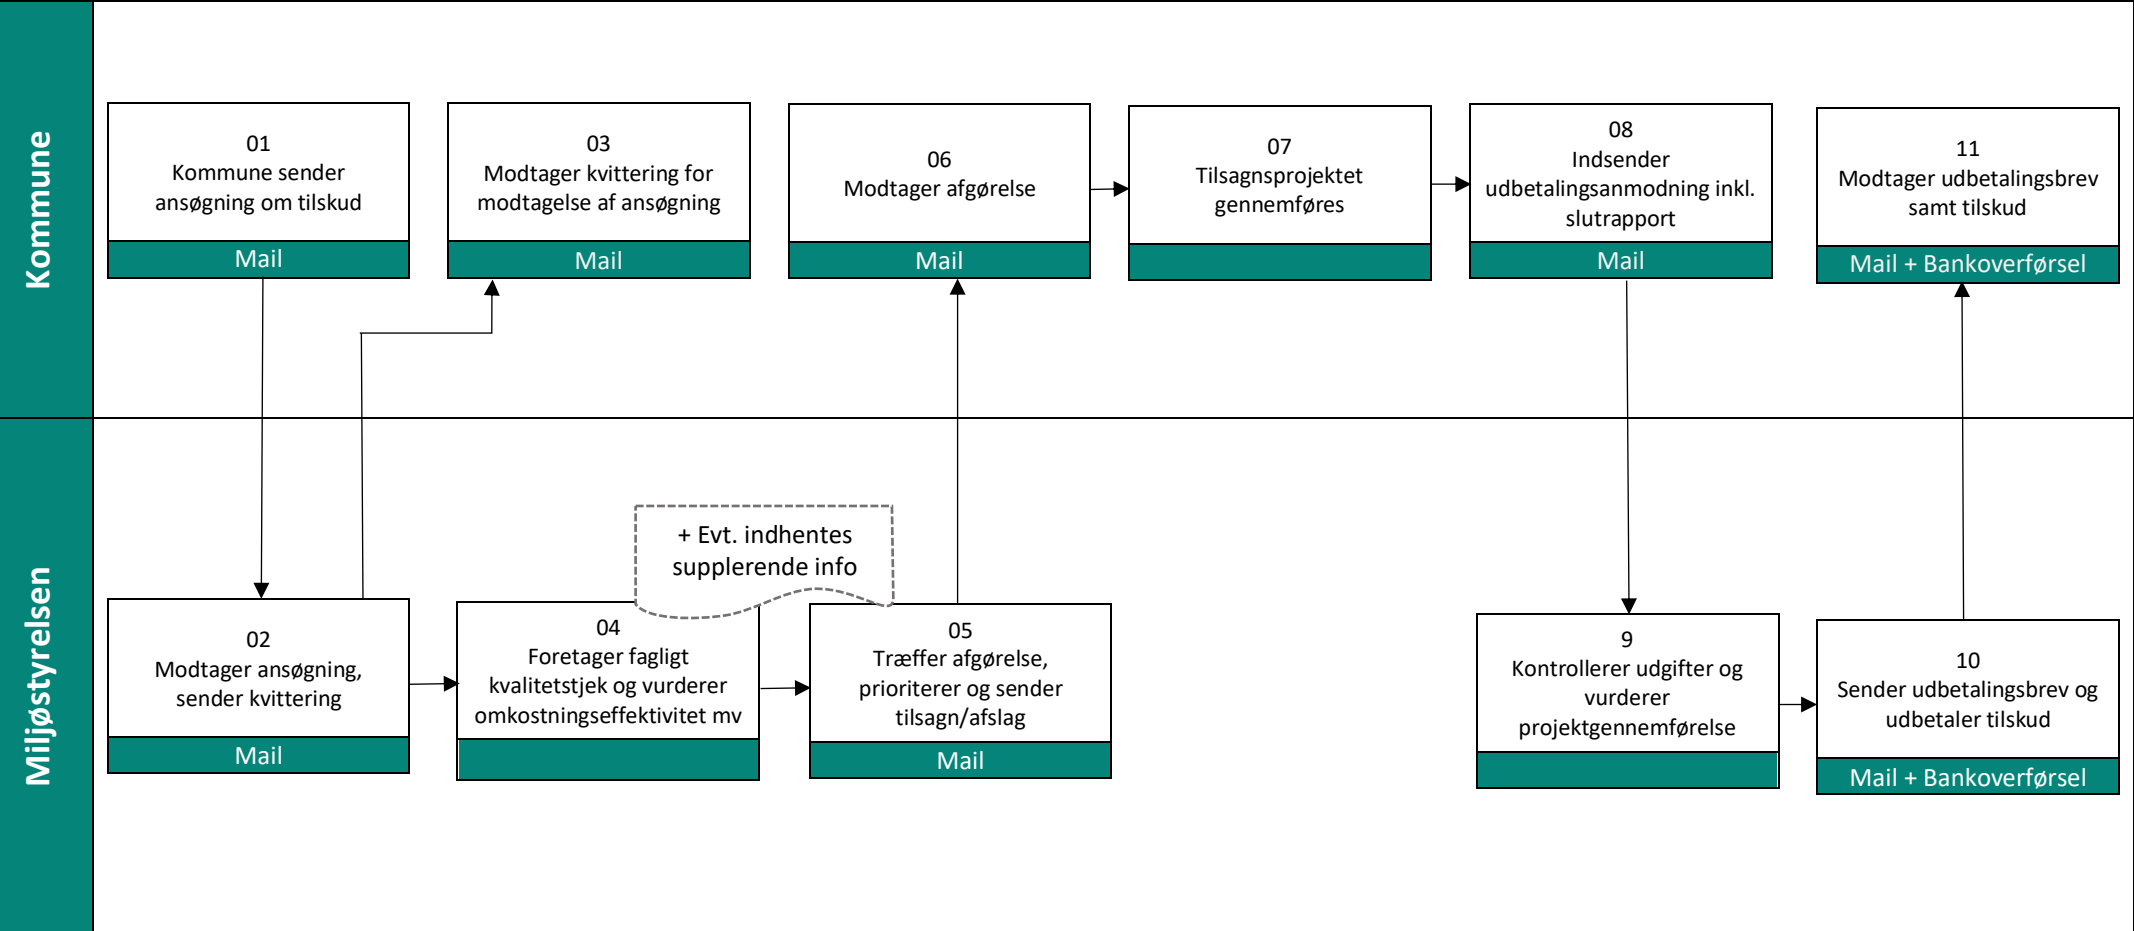 Kommune
01
Kommune sender
ansøgning om tilskud
Mail
03
Modtager kvittering for
modtagelse af ansøgning
Mail
06
Modtager afgørelse
Mail
07
Tilsagnsprojektet
gennemføres
08
Indsender
udbetalingsanmodning inkl.
slutrapport
Mail
11
Modtager udbetalingsbrev
samt tilskud
Mail + Bankoverførsel
Miljøstyrelsen
02
Modtager ansøgning,
sender kvittering
Mail
+ Evt. indhentes
supplerende info
04
Foretager fagligt
kvalitetstjek og vurderer
omkostningseffektivitet mv
05
Træffer afgørelse,
prioriterer og sender
tilsagn/afslag
Mail
9
Kontrollerer udgifter og
vurderer
projektgennemførelse
10
Sender udbetalingsbrev og
udbetaler tilskud
Mail + Bankoverførsel